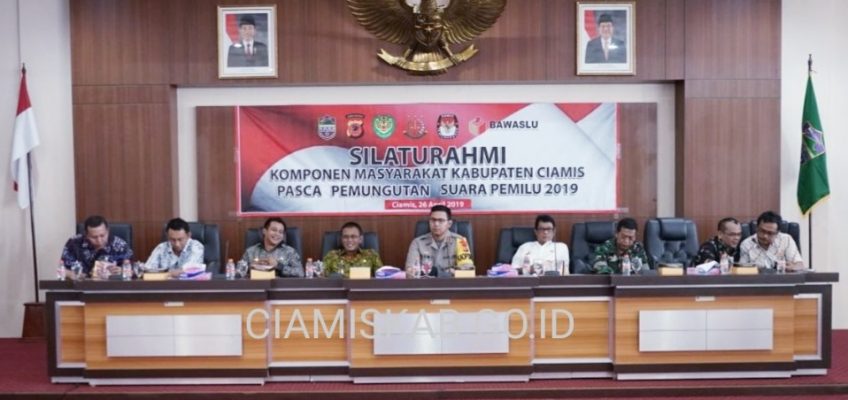 BAWASLU
SILATURAHMI
KOMPONEN MASYARAKAT KABUPATEN CIAMIS
PASCA PEMUNGUTAN SUARA PEMILU 2019
Ciamis, 26 April 2019
CIAMISKAB.GO.ID